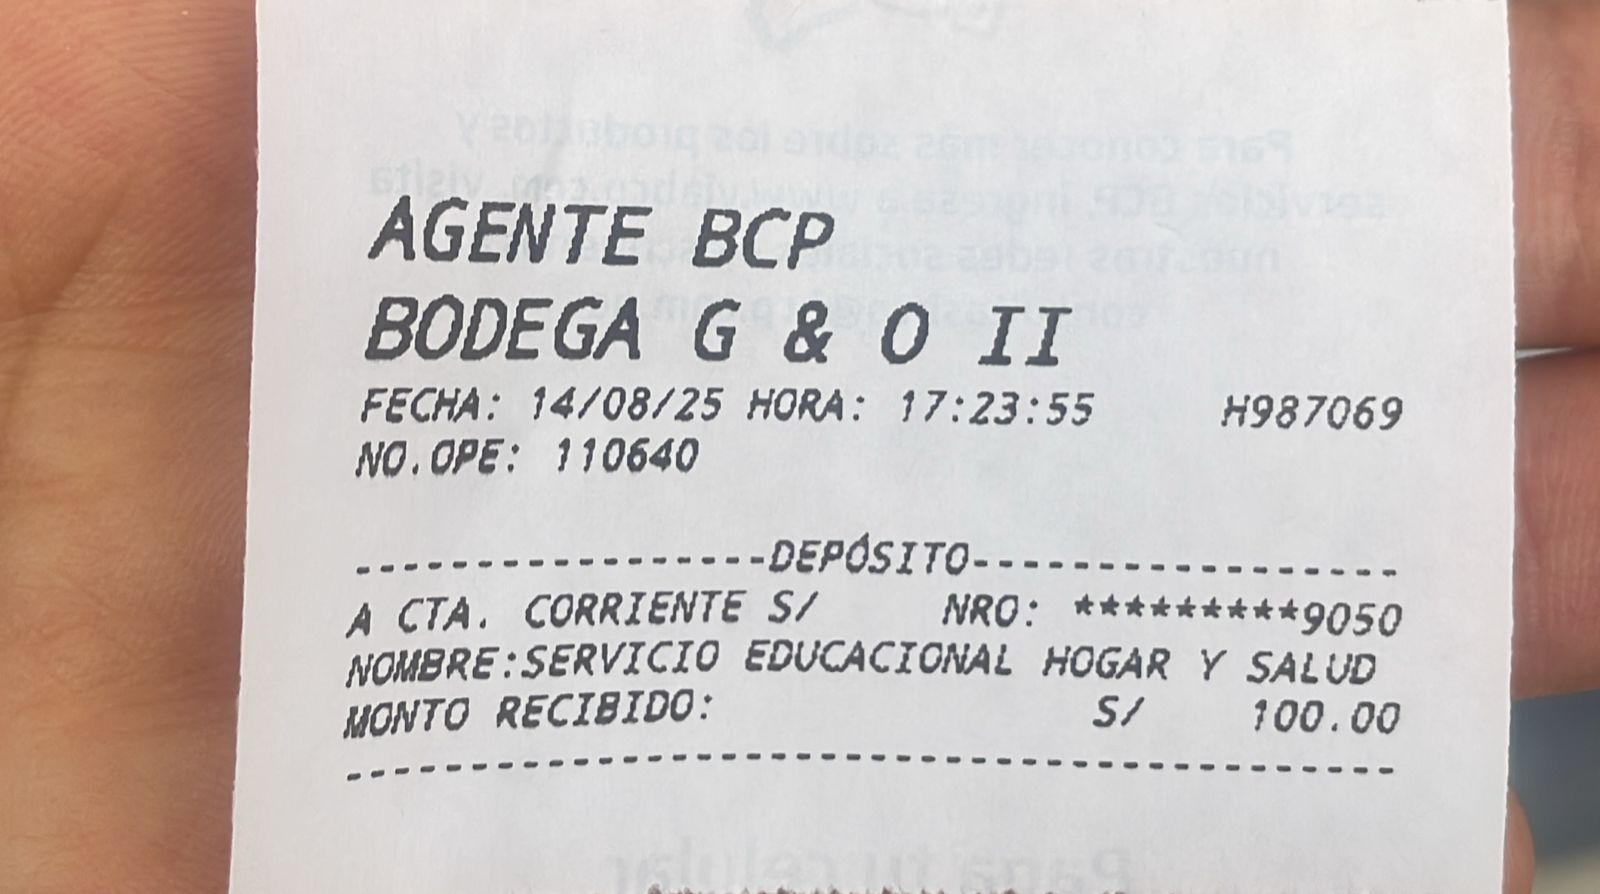 AGENTE BCP
BODEGA G & O II
FECHA: 14/08/25 HORA: 17:23:55 H987069
NO.OPE: 110640
------------------DEPÓSITO------------------
A CTA. CORRIENTE S/ NRO: *********9050
NOMBRE:SERVICIO EDUCACIONAL HOGAR Y SALUD
MONTO RECIBIDO: S/ 100.00
--------------------------------------------